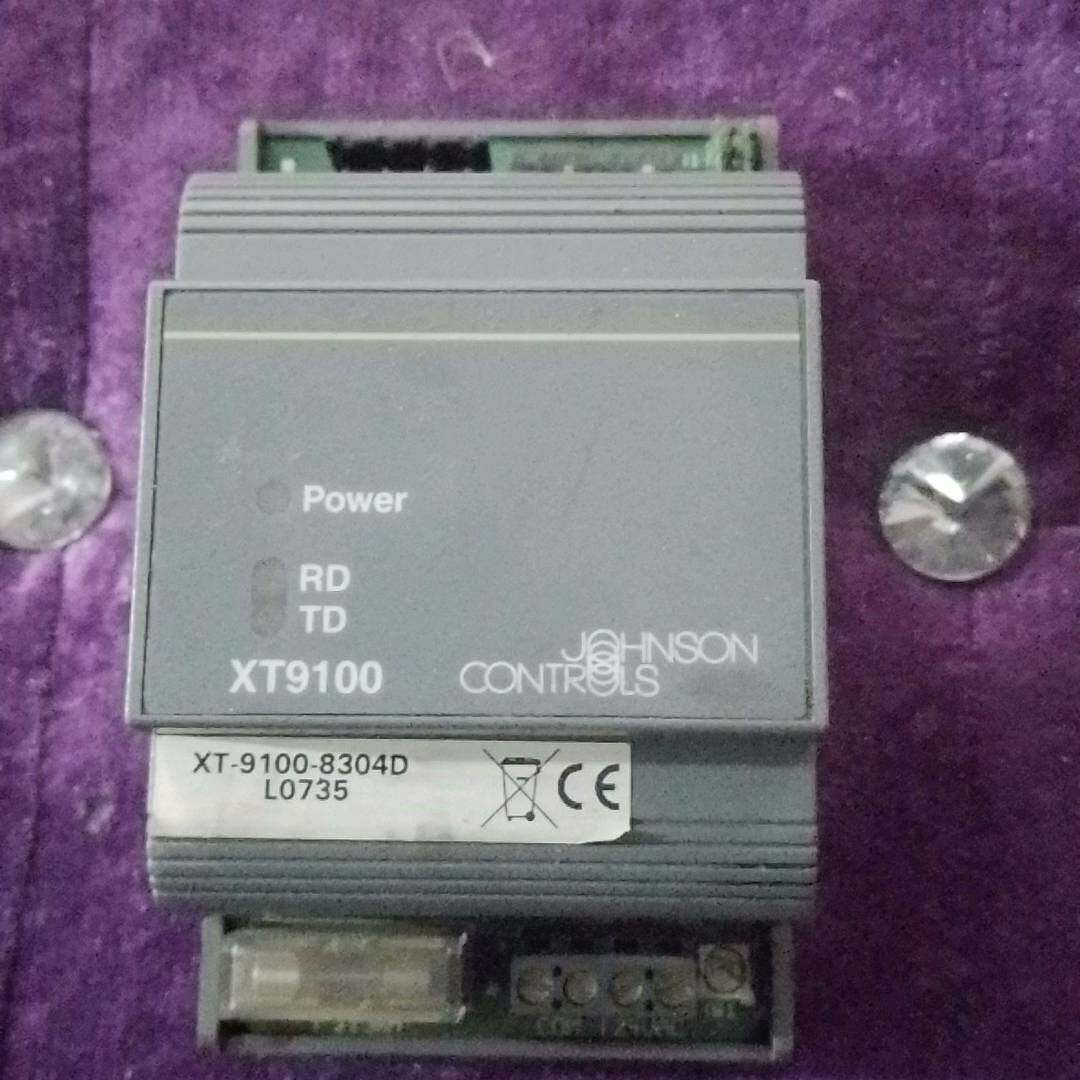 Power
RD
TD
XT9100
JOHNSON
CONTROLS
XT-9100-8304D
L0735
CE